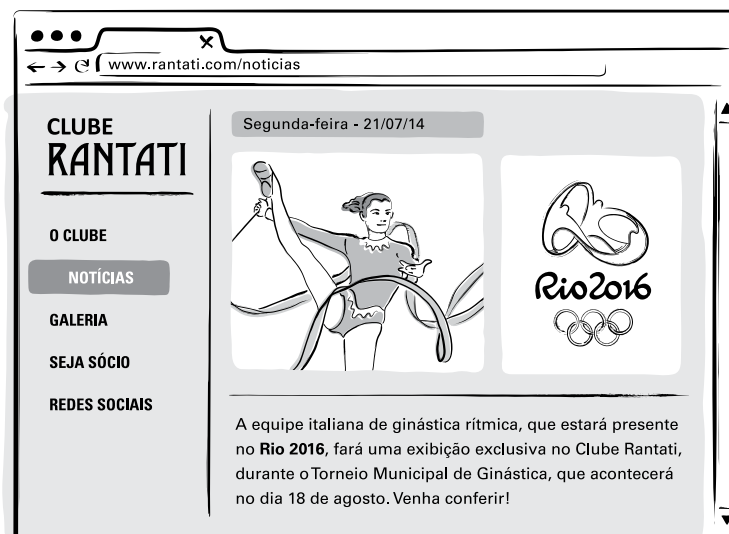 www.rantati.com/noticias
CLUBE
RANTATI
O CLUBE
NOTÍCIAS
GALERIA
SEJA SÓCIO
REDES SOCIAIS
Segunda-feira - 21/07/14
Rio2016
A equipe italiana de ginástica rítmica, que estará presente
no Rio 2016, fará uma exibição exclusiva no Clube Rantati,
durante o Torneio Municipal de Ginástica, que acontecerá
no dia 18 de agosto. Venha conferir!